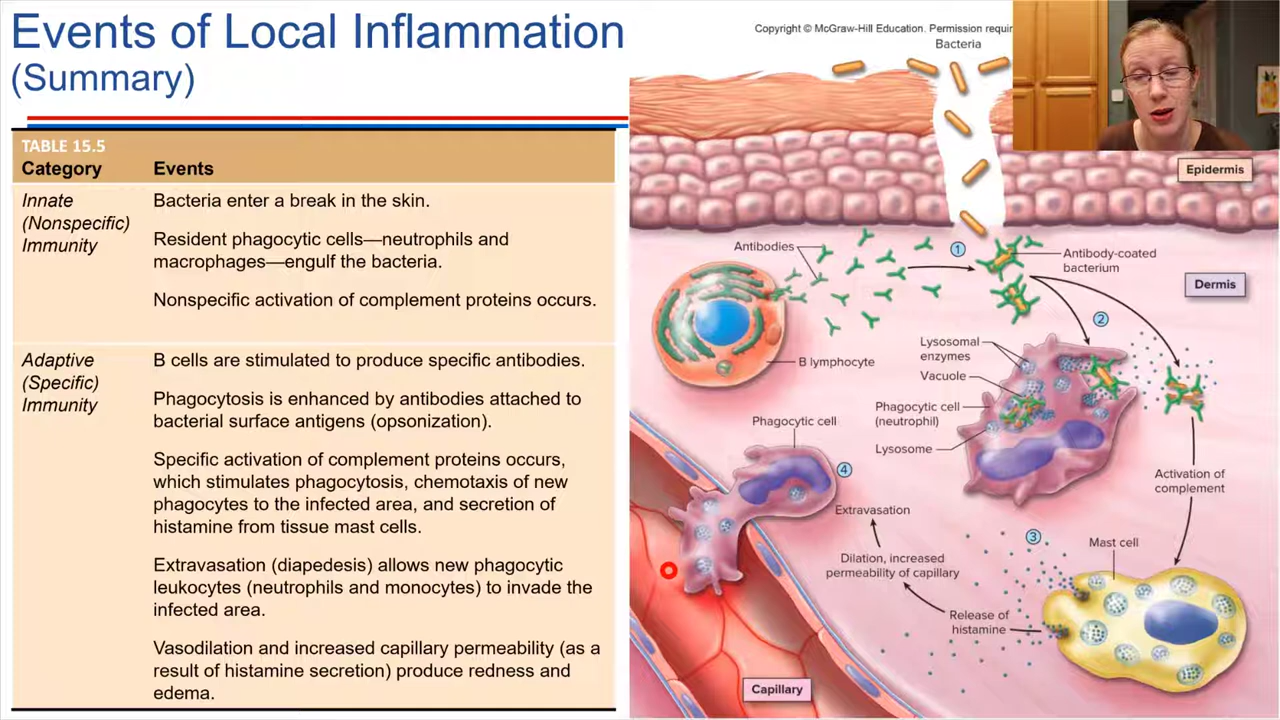 Events of Local Inflammation
(Summary)
TABLE 15.5
Category Events
Innate
(Nonspecific)
Immunity
Bacteria enter a break in the skin.
Resident phagocytic cells—neutrophils and
macrophages—engulf the bacteria.
Nonspecific activation of complement proteins occurs.
Adaptive
(Specific)
Immunity
B cells are stimulated to produce specific antibodies.
Phagocytosis is enhanced by antibodies attached to
bacterial surface antigens (opsonization).
Specific activation of complement proteins occurs,
which stimulates phagocytosis, chemotaxis of new
phagocytes to the infected area, and secretion of
histamine from tissue mast cells.
Extravasation (diapedesis) allows new phagocytic
leukocytes (neutrophils and monocytes) to invade the
infected area.
Vasodilation and increased capillary permeability (as a
result of histamine secretion) produce redness and
edema.
Copyright © McGraw-Hill Education. Permission
Bacteria
Epidermis
Antibodies
1
Antibody-coated
bacterium
Dermis
2
Lysosomal
enzymes
B lymphocyte
Vacuole
Phagocytic cell
(neutrophil)
Phagocytic cell
Lysosome
4
Activation of
complement
Extravasation
3
Mast cell
Dilation, increased
permeability of capillary
Release of
histamine
Capillary